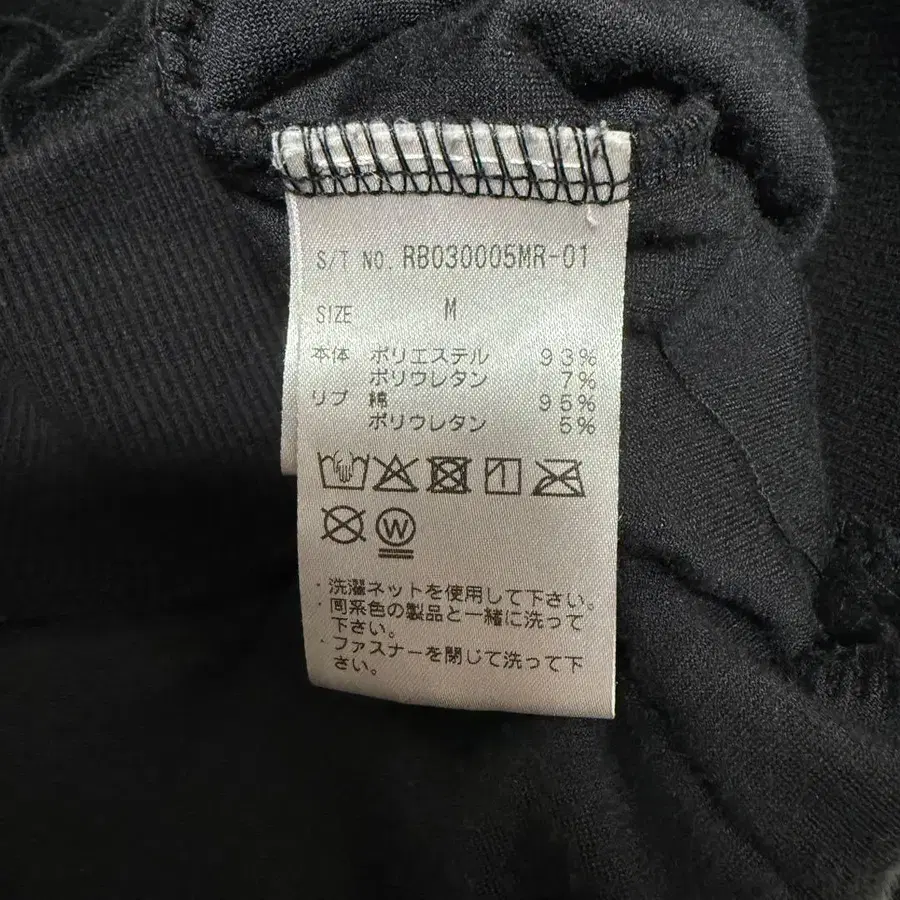 S/T NO. RB030005MR-01
SIZE M
本体 ポリエステル 93%
ポリウレタン 7%
リブ 綿 95%
ポリウレタン 5%
W
・洗濯ネットを使用して下さい。
・同系色の製品と一緒に洗って
下さい。
・ファスナーを閉じて洗って下
さい。